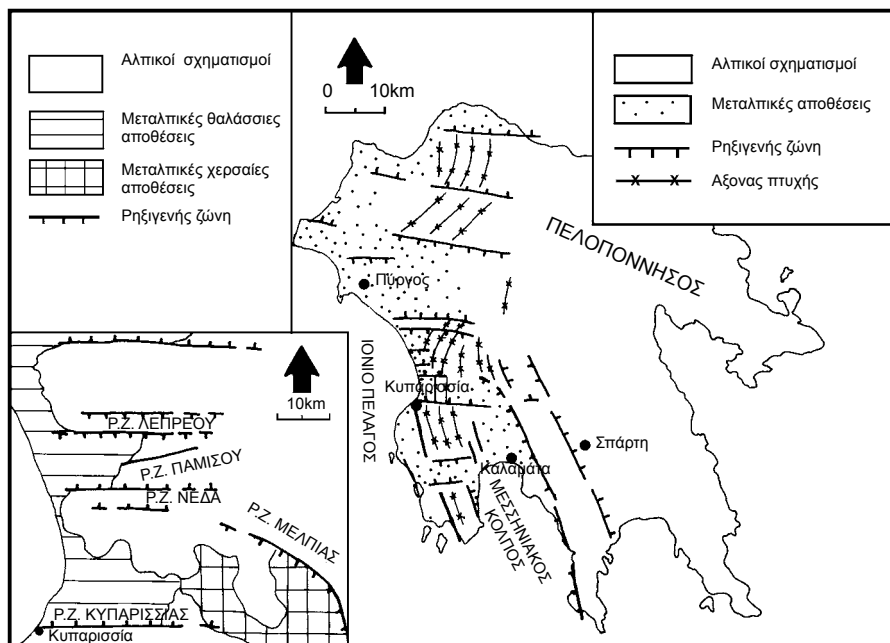 Αλπικοί σχηματισμοί
Μεταλπικές θαλάσσιες
αποθέσεις
Μεταλπικές χερσαίες
αποθέσεις
Ρηξιγενής ζώνη
0 10km
Αλπικοί σχηματισμοί
Μεταλπικές αποθέσεις
Ρηξιγενής ζώνη
Αξονας πτυχής
ΠΕΛΟΠΟΝΝΗΣΟΣ
Πύργος
ΙΟΝΙΟ ΠΕΛΑΓΟΣ
Κυπαρισσία
Σπάρτη
Καλαμάτα
ΜΕΣΣΗΝΙΑΚΟΣ
ΚΟΛΠΟΣ
10km
Ρ.Ζ. ΛΕΠΡΕΟΥ
Ρ.Ζ. ΠΑΜΙΣΟΥ
Ρ.Ζ. ΝΕΔΑ
Ρ.Ζ. ΜΕΛΠΙΑΣ
Ρ.Ζ. ΚΥΠΑΡΙΣΣΙΑΣ
Κυπαρισσία